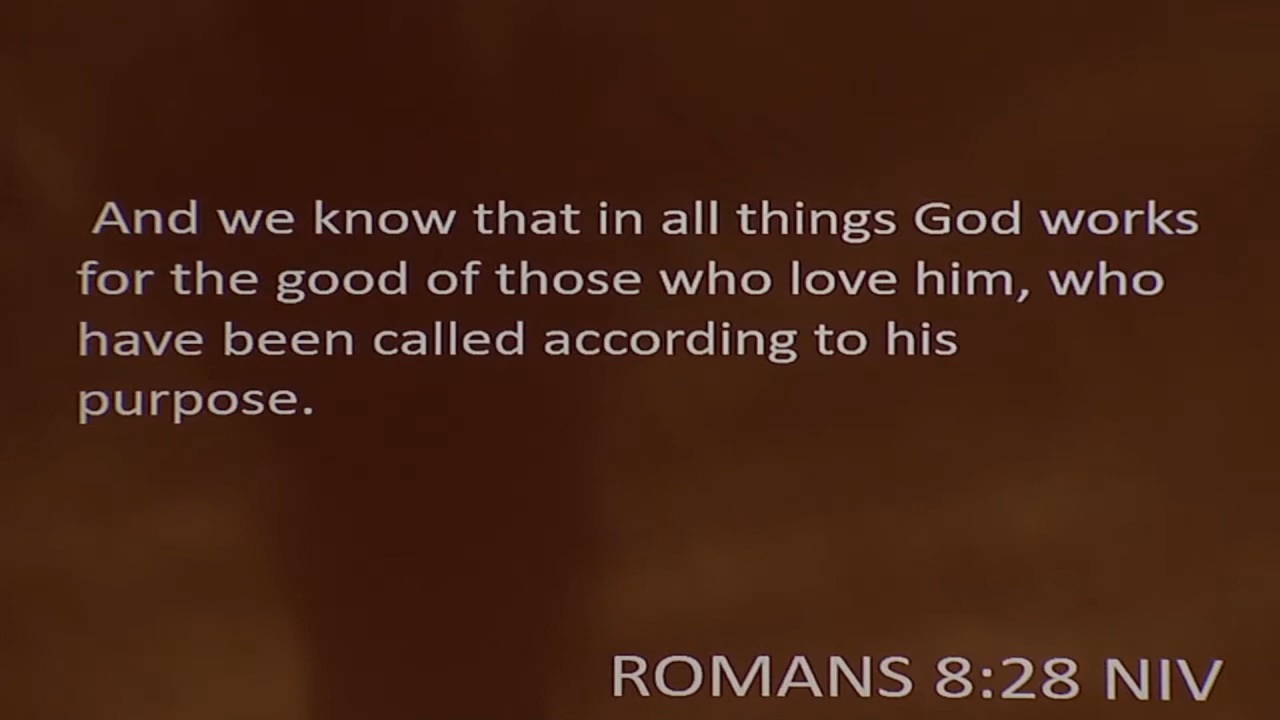 And we know that in all things God works
for the good of those who love him, who
have been called according to his
purpose.
ROMANS 8:28 NIV